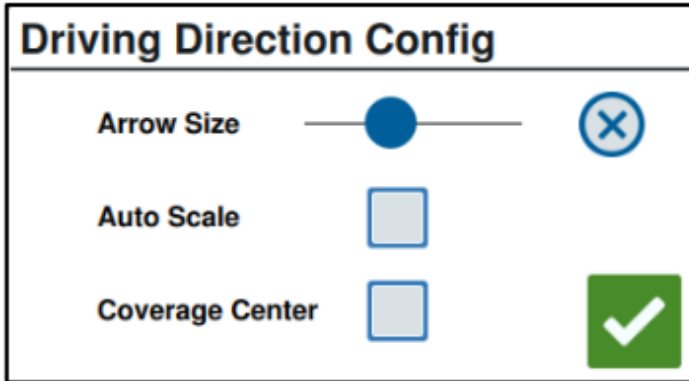 Driving Direction Config
Arrow Size
Auto Scale
Coverage Center